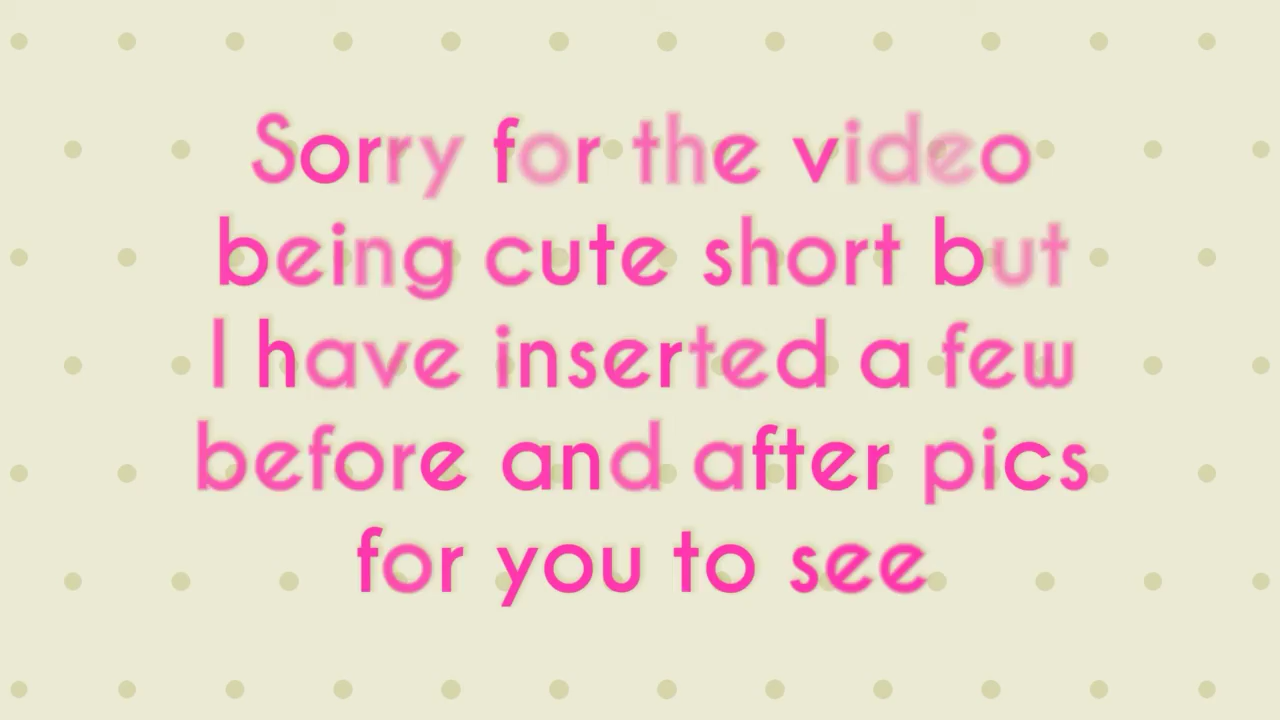 Sorry for the video
being cute short but
I have inserted a few
before and after pics
for you to see